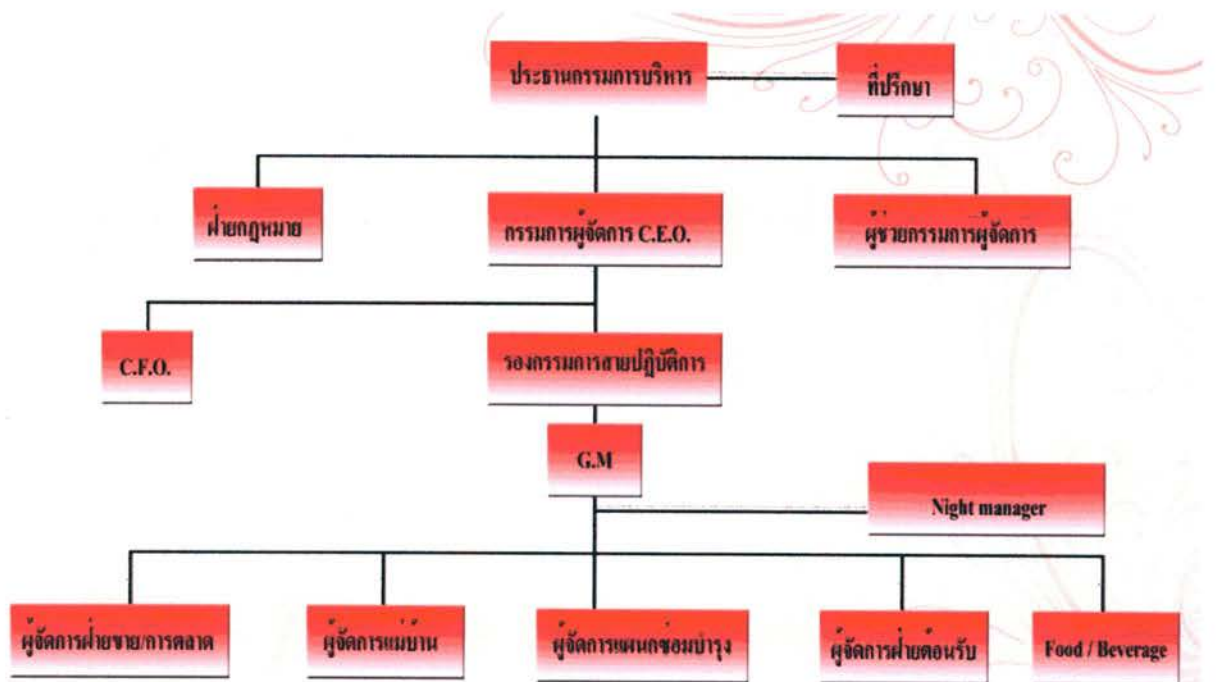 ประธานกรรมการบริหาร
ที่ปรึกษา
ฝ่ายกฎหมาย
กรรมการผู้จัดการ C.E.O.
ผู้ช่วยกรรมการผู้จัดการ
C.F.O.
รองกรรมการสายปฏิบัติการ
G.M
Night manager
ผู้จัดการฝ่ายขาย/การตลาด
ผู้จัดการแม่บ้าน
ผู้จัดการแผนกซ่อมบำรุง
ผู้จัดการฝ่ายต้อนรับ
Food / Beverage